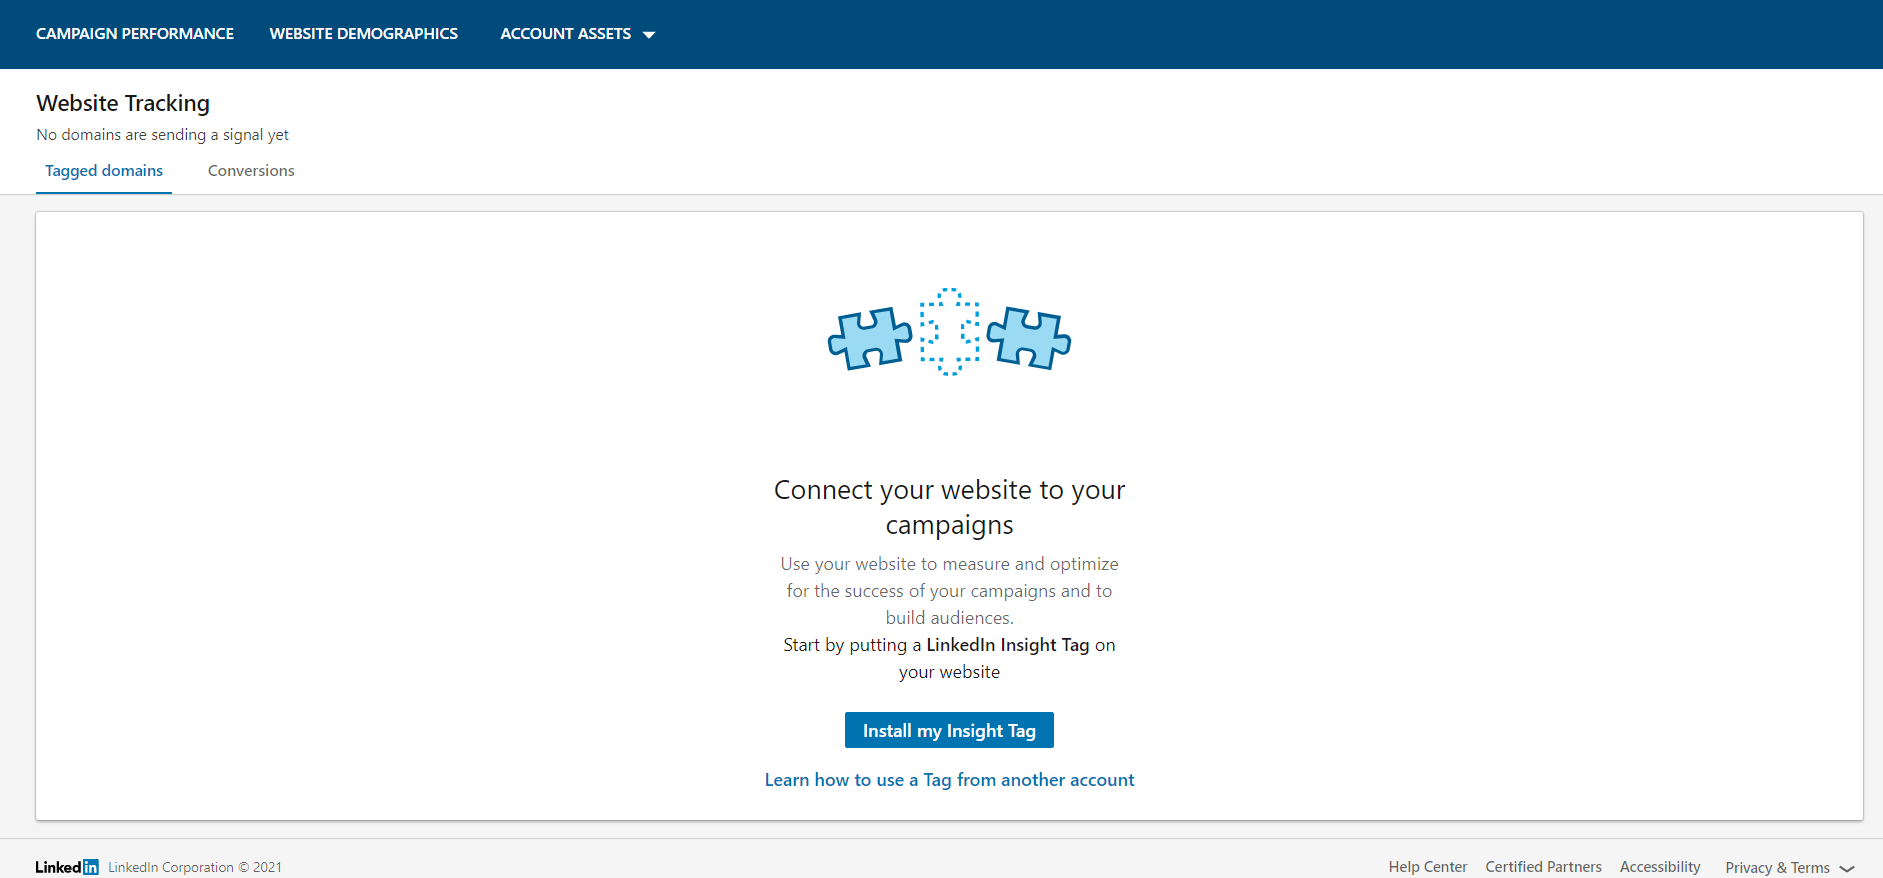 CAMPAIGN PERFORMANCE WEBSITE DEMOGRAPHICS ACCOUNT ASSETS
Website Tracking
No domains are sending a signal yet
Tagged domains Conversions
Connect your website to your
campaigns
Use your website to measure and optimize
for the success of your campaigns and to
build audiences.
Start by putting a LinkedIn Insight Tag on
your website
Install my Insight Tag
Learn how to use a Tag from another account
Linked in LinkedIn Corporation © 2021 Help Center Certified Partners Accessibility Privacy & Terms